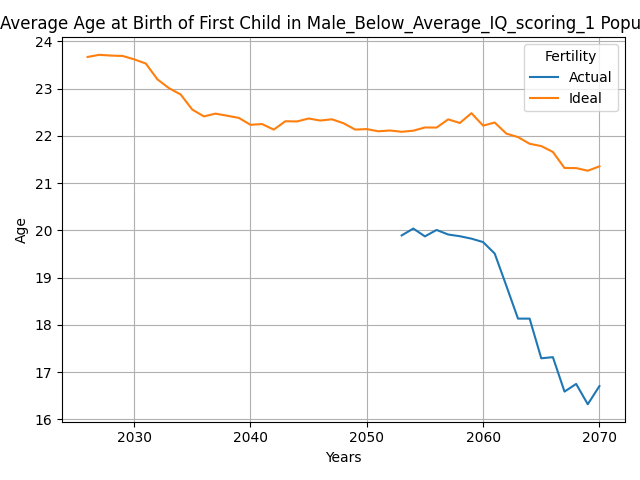 Average Age at Birth of First Child in Male_Below_Average_IQ_scoring_1 Popu
24
23
22
21
20
19
18
17
16
Age
Fertility
Actual
Ideal
2030 2040 2050 2060 2070
Years